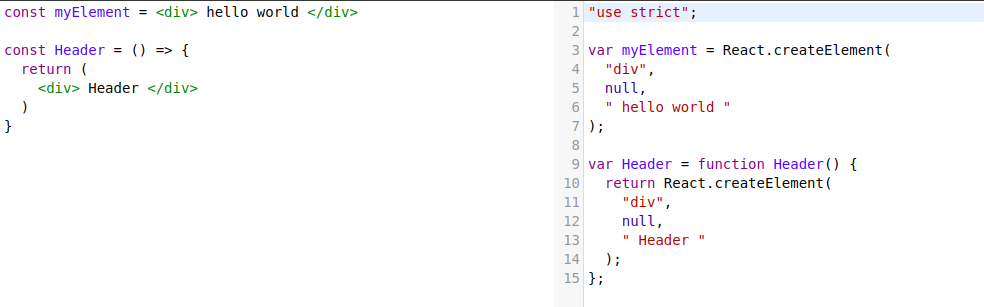 const myElement = <div> hello world </div>

const Header = () => {
  return (
    <div> Header </div>
  )
}

1 "use strict";
2
3 var myElement = React.createElement(
4   "div",
5   null,
6   " hello world "
7 );
8
9 var Header = function Header() {
10   return React.createElement(
11     "div",
12     null,
13     " Header "
14   );
15 };